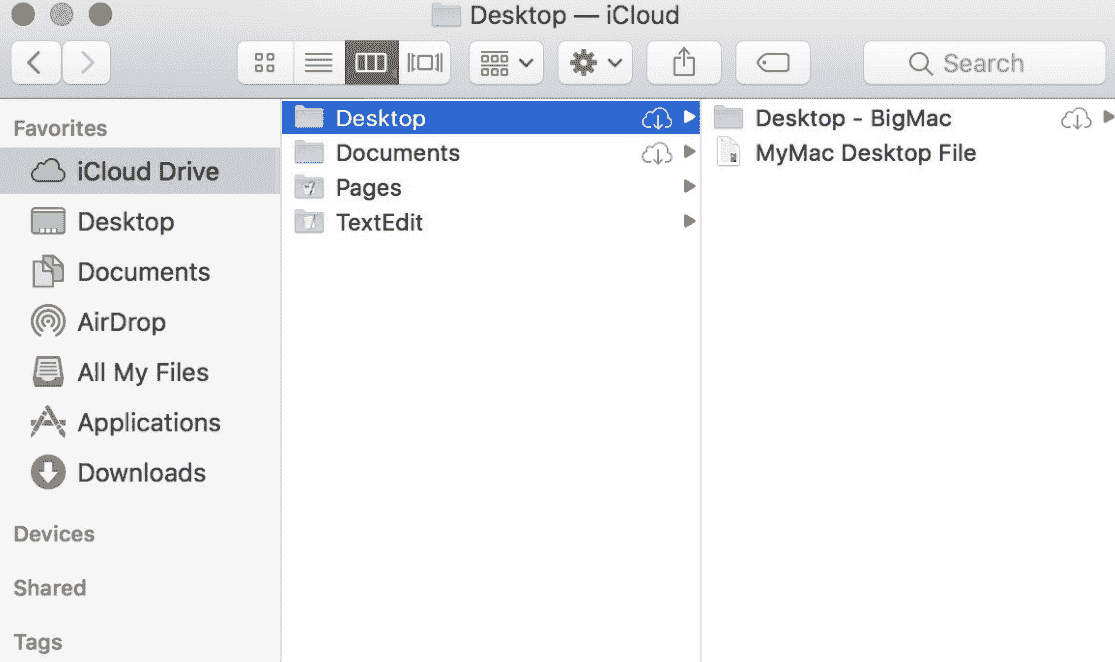 Desktop — iCloud
Search
Favorites
iCloud Drive
Desktop
Documents
AirDrop
All My Files
Applications
Downloads
Devices
Shared
Tags
Desktop
Documents
Pages
TextEdit
Desktop - BigMac
MyMac Desktop File